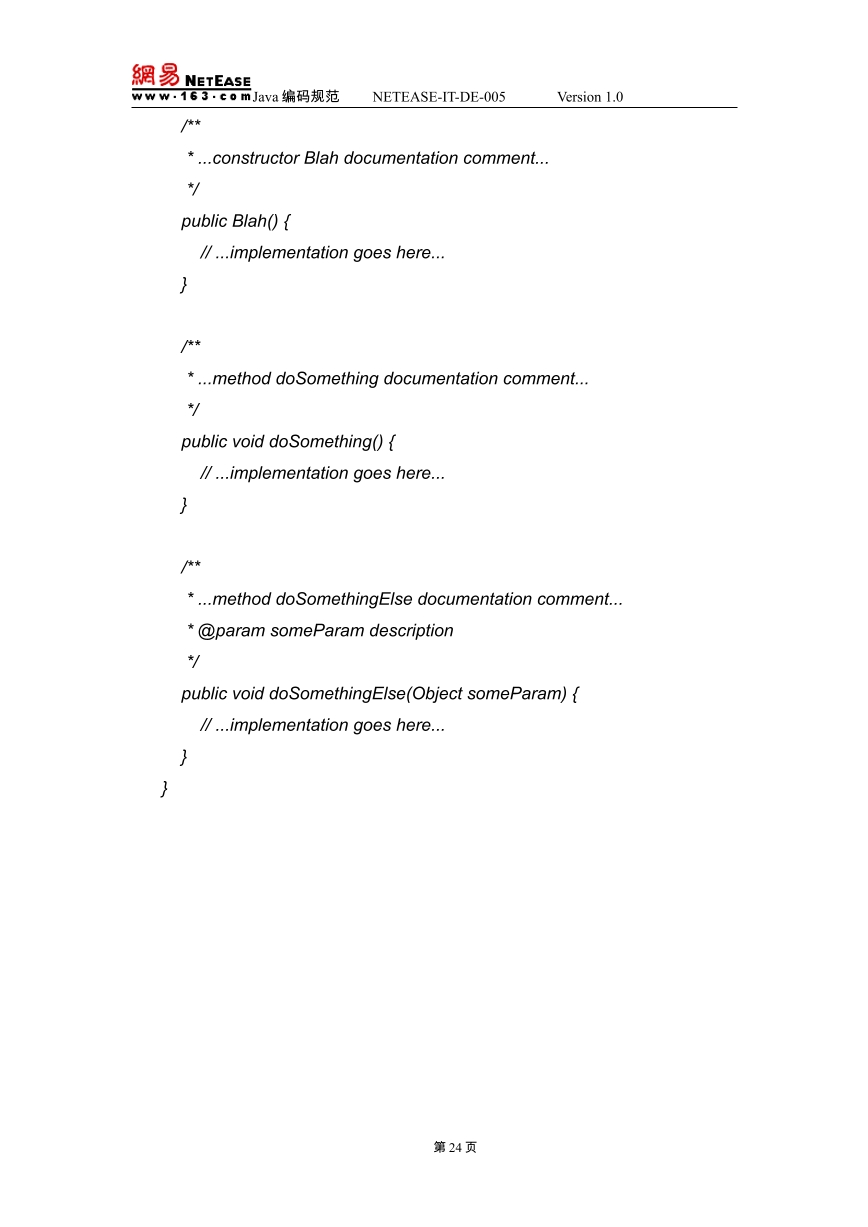 網易 NETEASE
www.163.com Java 编码规范 NETEASE-IT-DE-005 Version 1.0
/**
* ...constructor Blah documentation comment...
*/
public Blah() {
// ...implementation goes here...
}
/**
* ...method doSomething documentation comment...
*/
public void doSomething() {
// ...implementation goes here...
}
/**
* ...method doSomethingElse documentation comment...
* @param someParam description
*/
public void doSomethingElse(Object someParam) {
// ...implementation goes here...
}
}
第 24 页